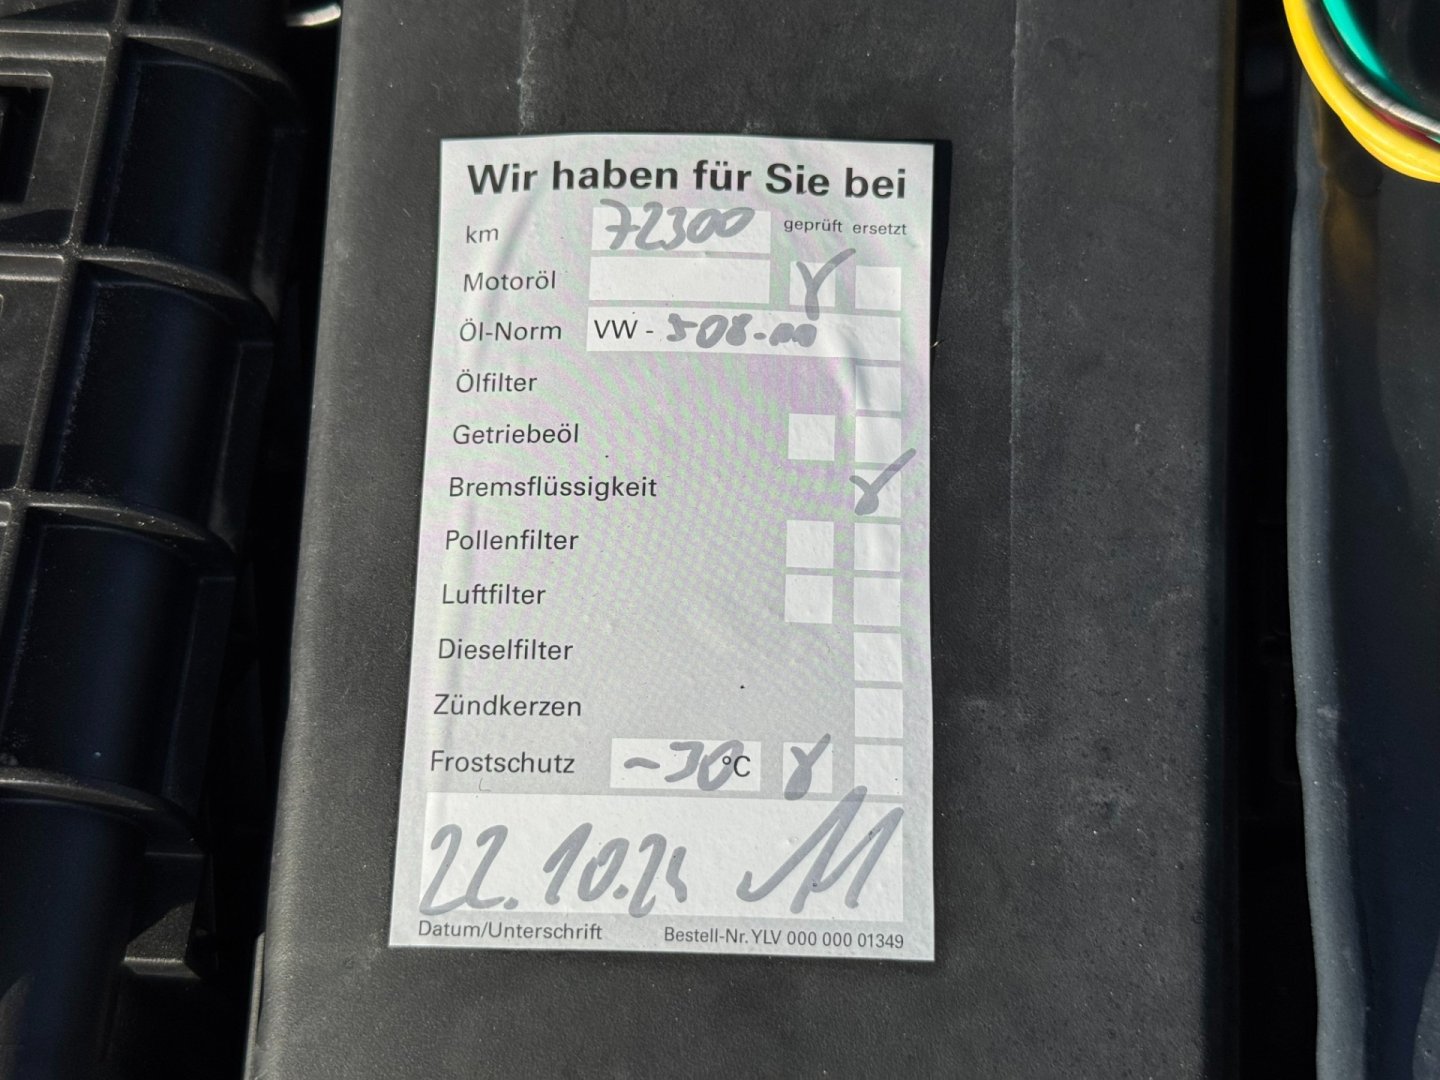 Wir haben für Sie bei
km 72300 geprüft ersetzt
Motoröl
Öl-Norm VW - 508-00
Ölfilter
Getriebeöl
Bremsflüssigkeit
Pollenfilter
Luftfilter
Dieselfilter
Zündkerzen
Frostschutz -30 °C
22.10.24
Datum/Unterschrift Bestell-Nr. YLV 000 000 01349